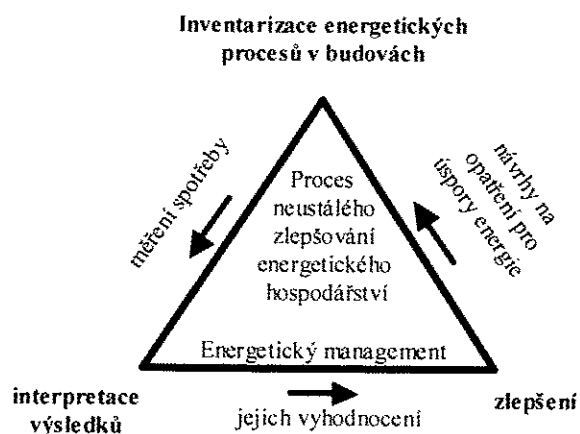 Inventarizace energetických
procesů v budovách
měření spotřeby
Proces
neustálého
zlepšování
energetického
hospodářství
návrhy na
opatření pro
úspory energie
Energetický management
interpretace
výsledků
jejich vyhodnocení
zlepšení